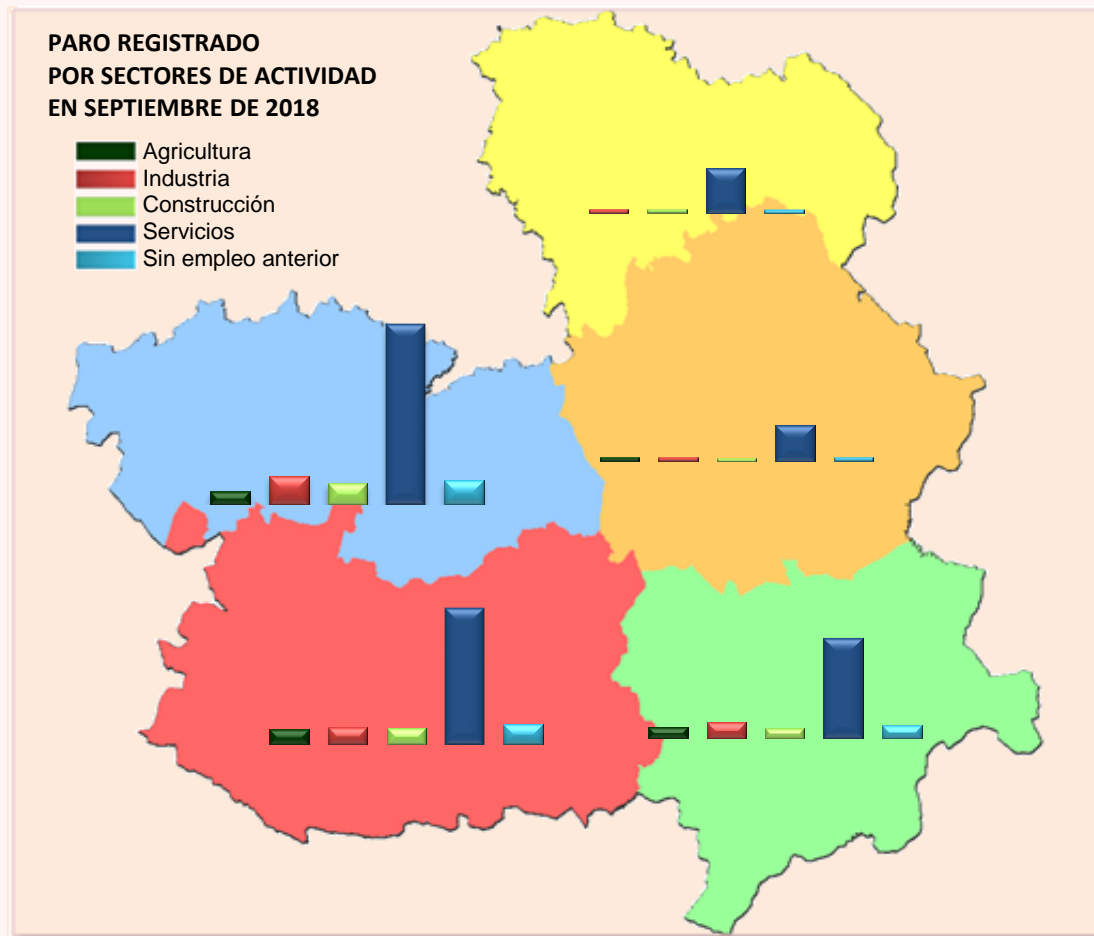 PARO REGISTRADO
POR SECTORES DE ACTIVIDAD
EN SEPTIEMBRE DE 2018
Agricultura
Industria
Construcción
Servicios
Sin empleo anterior